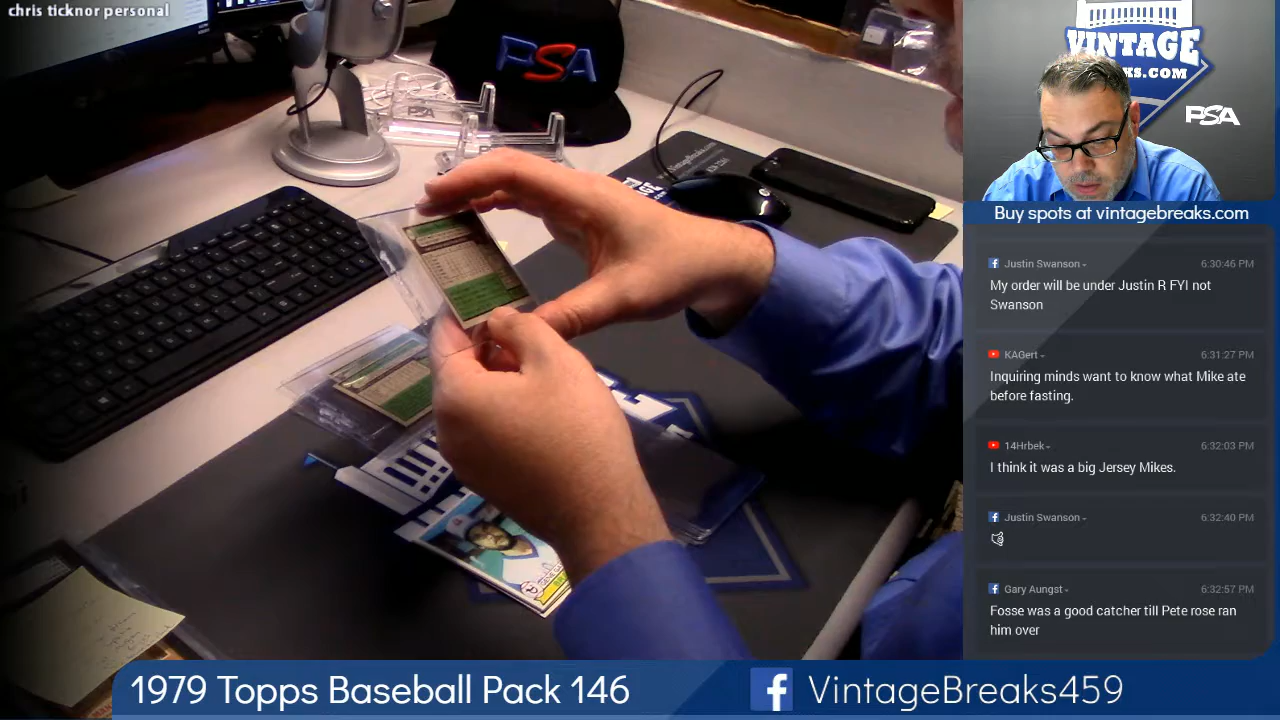 chris ticknor personal
PSA
VINTAGE
KS.COM
PSA
Buy spots at vintagebreaks.com
Justin Swanson
6:30:46 PM
My order will be under Justin R FYI not
Swanson
KAGert
6:31:27 PM
Inquiring minds want to know what Mike ate
before fasting.
14Hrbek
6:32:03 PM
I think it was a big Jersey Mikes.
Justin Swanson
6:32:40 PM
Gary Aungst
6:32:57 PM
Fosse was a good catcher till Pete rose ran
him over
1979 Topps Baseball Pack 146
VintageBreaks459